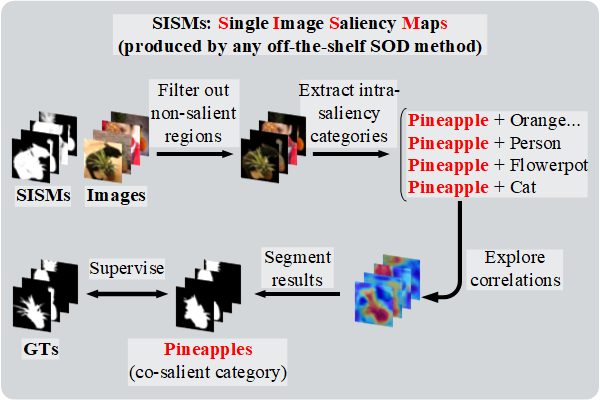 SISMs: Single Image Saliency Maps
(produced by any off-the-shelf SOD method)
Filter out
non-salient
regions
Extract intra-
saliency
categories
Pineapple + Orange...
Pineapple + Person
Pineapple + Flowerpot
Pineapple + Cat
SISMs
Images
Explore
correlations
Segment
results
Supervise
GTs
Pineapples
(co-salient category)